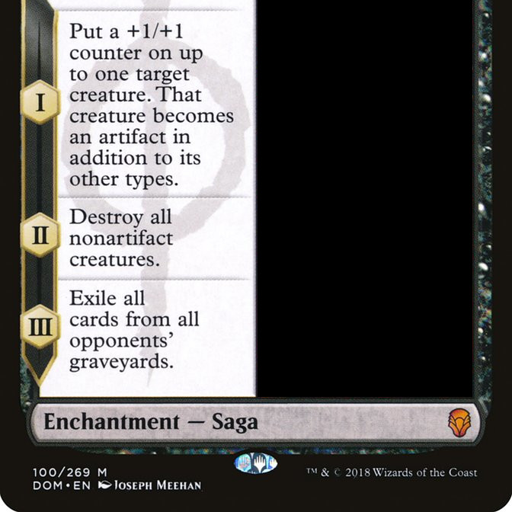 I
Put a +1/+1
counter on up
to one target
creature. That
creature becomes
an artifact in
addition to its
other types.
II
Destroy all
nonartifact
creatures.
III
Exile all
cards from all
opponents'
graveyards.
Enchantment — Saga
100/269 M
DOM • EN Joseph Meehan
™ & © 2018 Wizards of the Coast